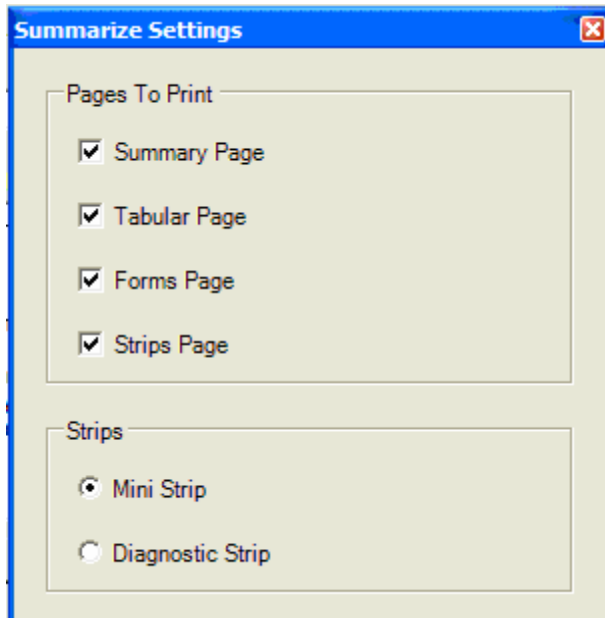 Summarize Settings
Pages To Print
Summary Page
Tabular Page
Forms Page
Strips Page
Strips
Mini Strip
Diagnostic Strip